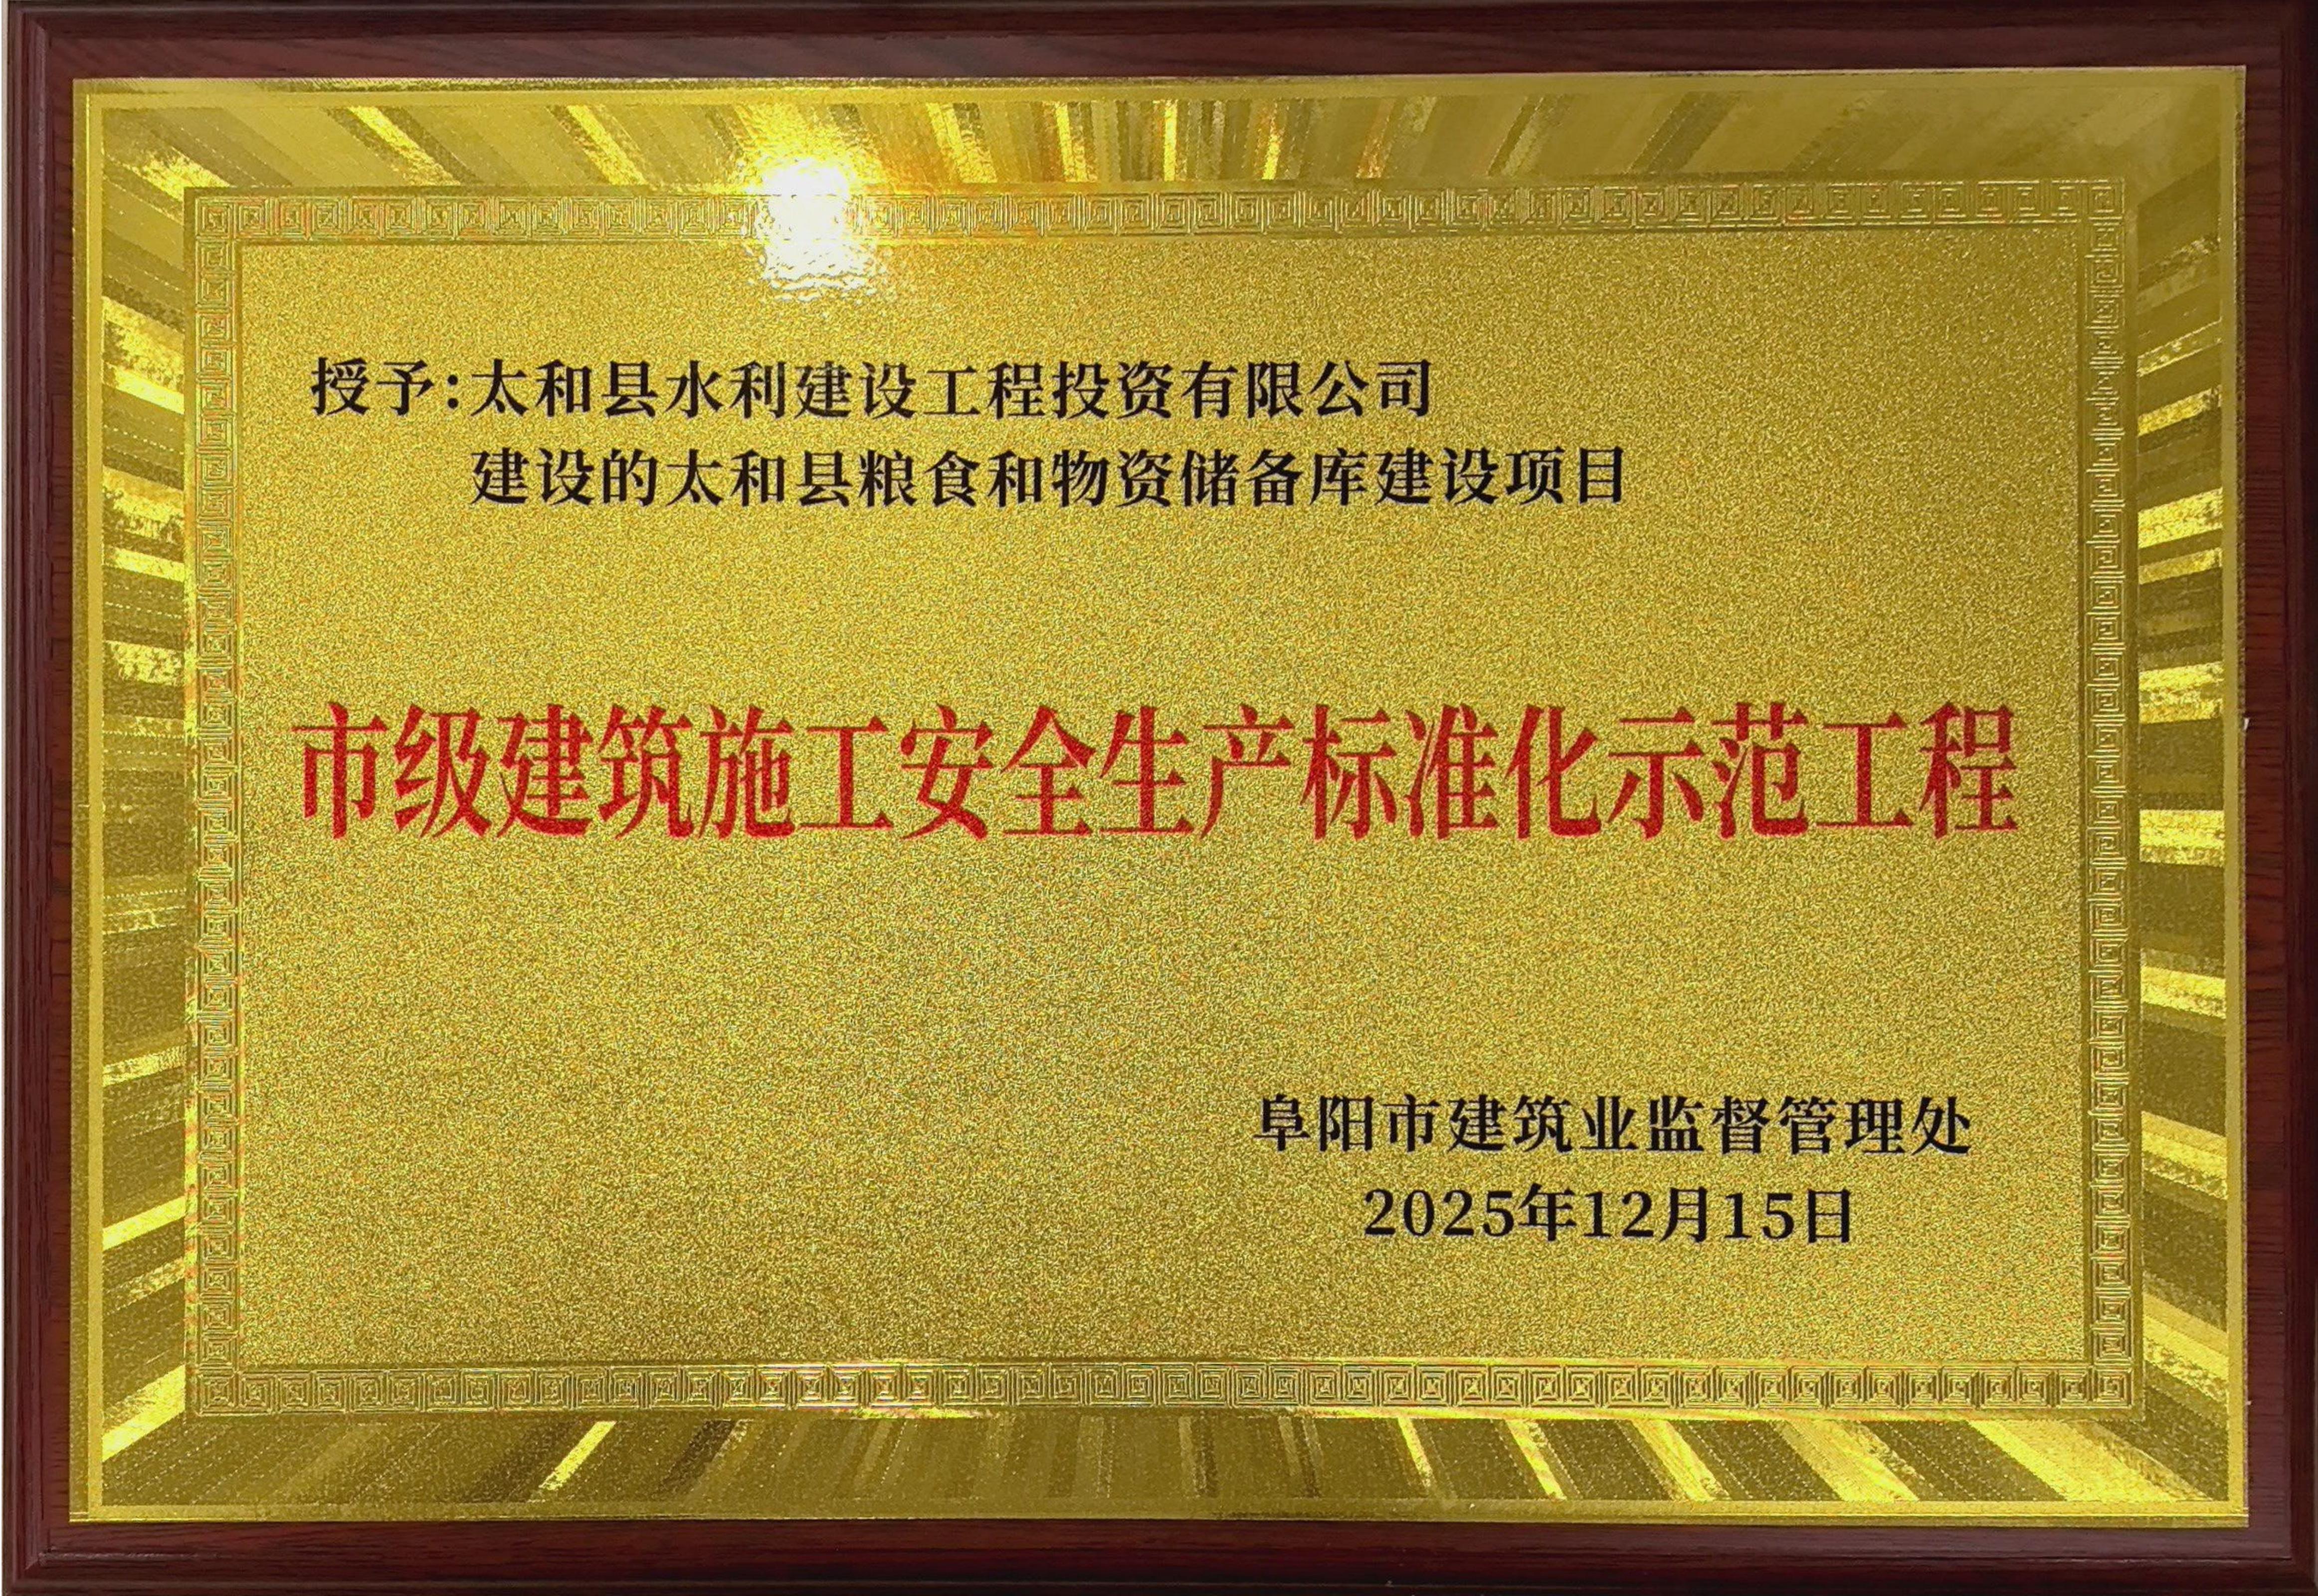 授予:太和县水利建设工程投资有限公司
建设的太和县粮食和物资储备库建设项目
市级建筑施工安全生产标准化示范工程
阜阳市建筑业监督管理处
2025年12月15日